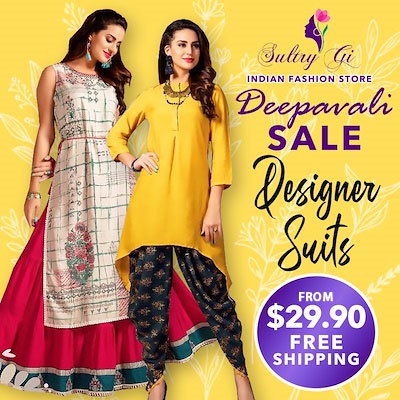 Sultry Gi
INDIAN FASHION STORE
Deepavali
SALE
Designer
Suits
FROM
$29.90
FREE
SHIPPING